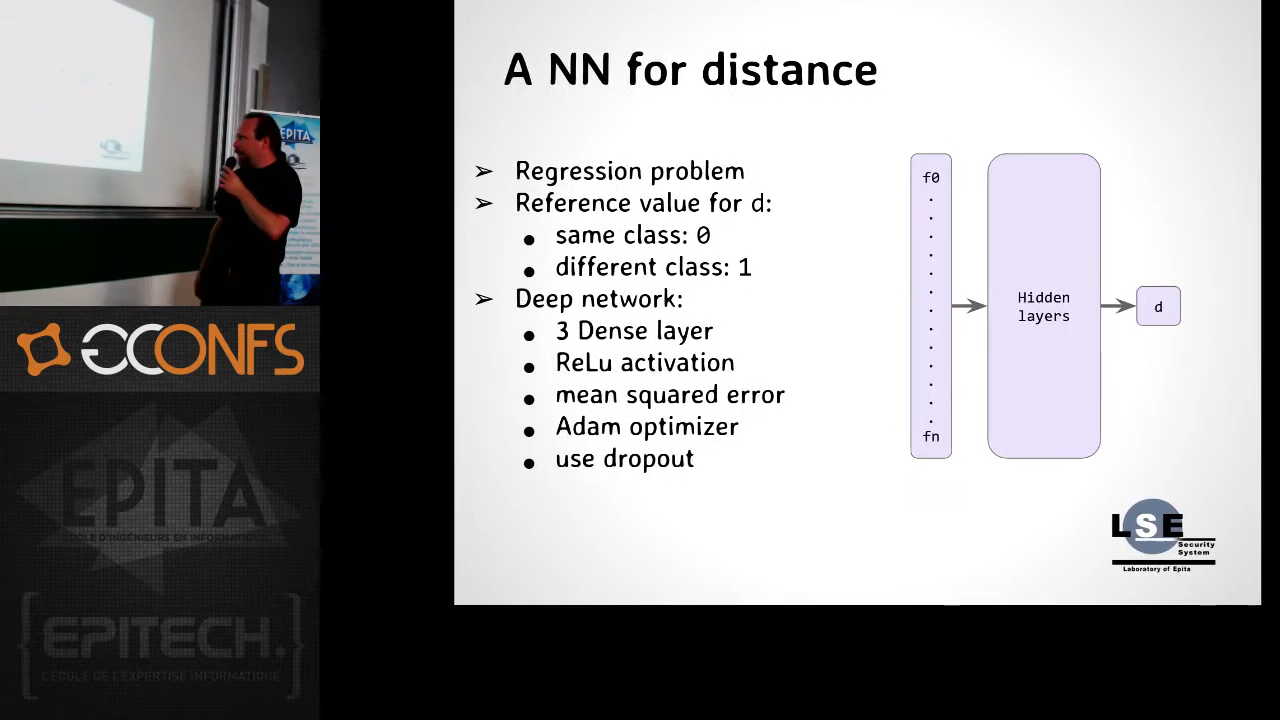 A NN for distance
➢ Regression problem
➢ Reference value for d:
● same class: 0
● different class: 1
➢ Deep network:
● 3 Dense layer
● ReLu activation
● mean squared error
● Adam optimizer
● use dropout
f0
fn
Hidden
layers
d
LSE
Security
System
Laboratory of Epita
EPITA
CONFS
EPITA
ÉCOLE D'INGÉNIEURS EN INFORMATIQUE
{EPITECH.}
L'ÉCOLE DE L'EXPERTISE INFORMATIQUE